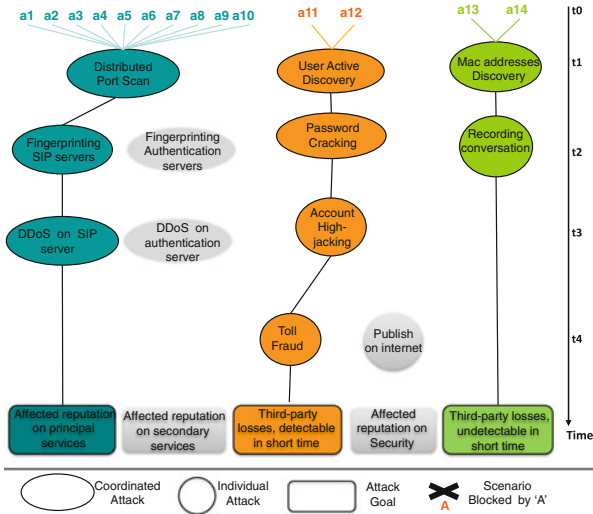 a1 a2 a3 a4 a5 a6 a7 a8 a9 a10
a11 a12
a13 a14
t0
Distributed
Port Scan
User Active
Discovery
Mac addresses
Discovery
t1
Fingerprinting
SIP servers
Fingerprinting
Authentication
servers
Password
Cracking
Recording
conversation
t2
DDoS on SIP
server
DDoS on
authentication
server
Account
High-
jacking
t3
Toll
Fraud
Publish
on internet
t4
Affected reputation
on principal
services
Affected reputation
on secondary
services
Third-party
losses, detectable
in short time
Affected
reputation on
Security
Third-party losses,
undetectable in
short time
Time
Coordinated
Attack
Individual
Attack
Attack
Goal
A
Scenario
Blocked by 'A'